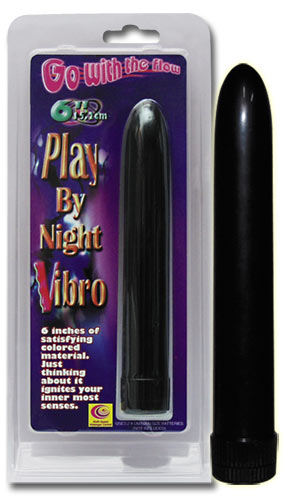 Go with the flow
6"
15,2cm
Play
By
Night
Vibro
6 inches of
satisfying
colored
material.
Just
thinking
about it
ignites your
inner most
senses.